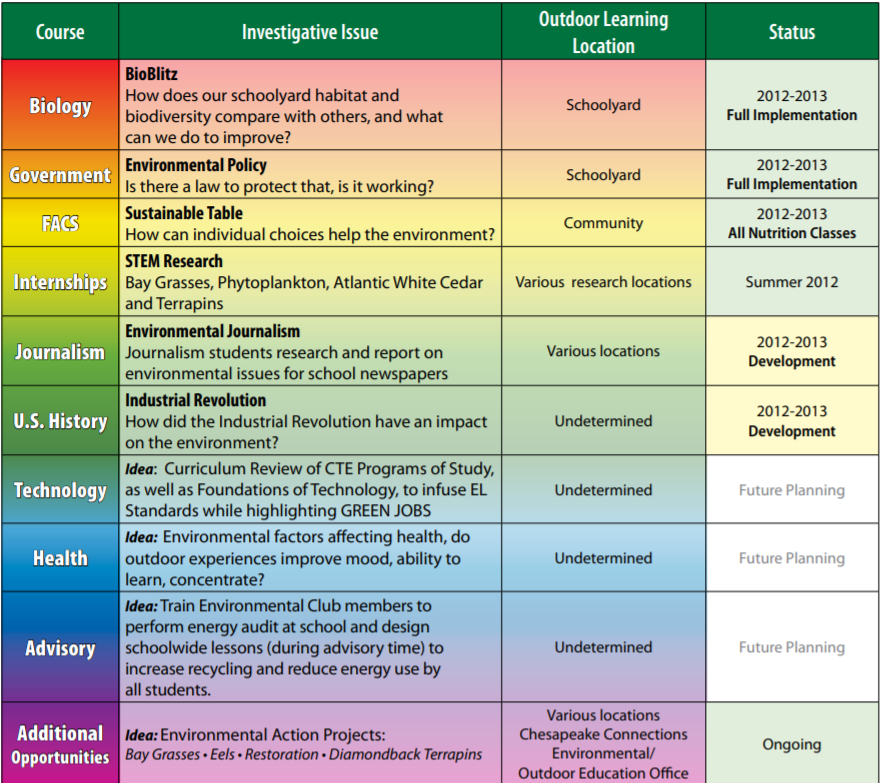 Course
Investigative Issue
Outdoor Learning
Location
Status
Biology
BioBlitz
How does our schoolyard habitat and
biodiversity compare with others, and what
can we do to improve?
Schoolyard
2012-2013
Full Implementation
Government
Environmental Policy
Is there a law to protect that, is it working?
Schoolyard
2012-2013
Full Implementation
FACS
Sustainable Table
How can individual choices help the environment?
Community
2012-2013
All Nutrition Classes
Internships
STEM Research
Bay Grasses, Phytoplankton, Atlantic White Cedar
and Terrapins
Various research locations
Summer 2012
Journalism
Environmental Journalism
Journalism students research and report on
environmental issues for school newspapers
Various locations
2012-2013
Development
U.S. History
Industrial Revolution
How did the Industrial Revolution have an impact
on the environment?
Undetermined
2012-2013
Development
Technology
Idea: Curriculum Review of CTE Programs of Study,
as well as Foundations of Technology, to infuse EL
Standards while highlighting GREEN JOBS
Undetermined
Future Planning
Health
Idea: Environmental factors affecting health, do
outdoor experiences improve mood, ability to
learn, concentrate?
Undetermined
Future Planning
Advisory
Idea: Train Environmental Club members to
perform energy audit at school and design
schoolwide lessons (during advisory time) to
increase recycling and reduce energy use by
all students.
Undetermined
Future Planning
Additional
Opportunities
Idea: Environmental Action Projects:
Bay Grasses • Eels • Restoration • Diamondback Terrapins
Various locations
Chesapeake Connections
Environmental/
Outdoor Education Office
Ongoing